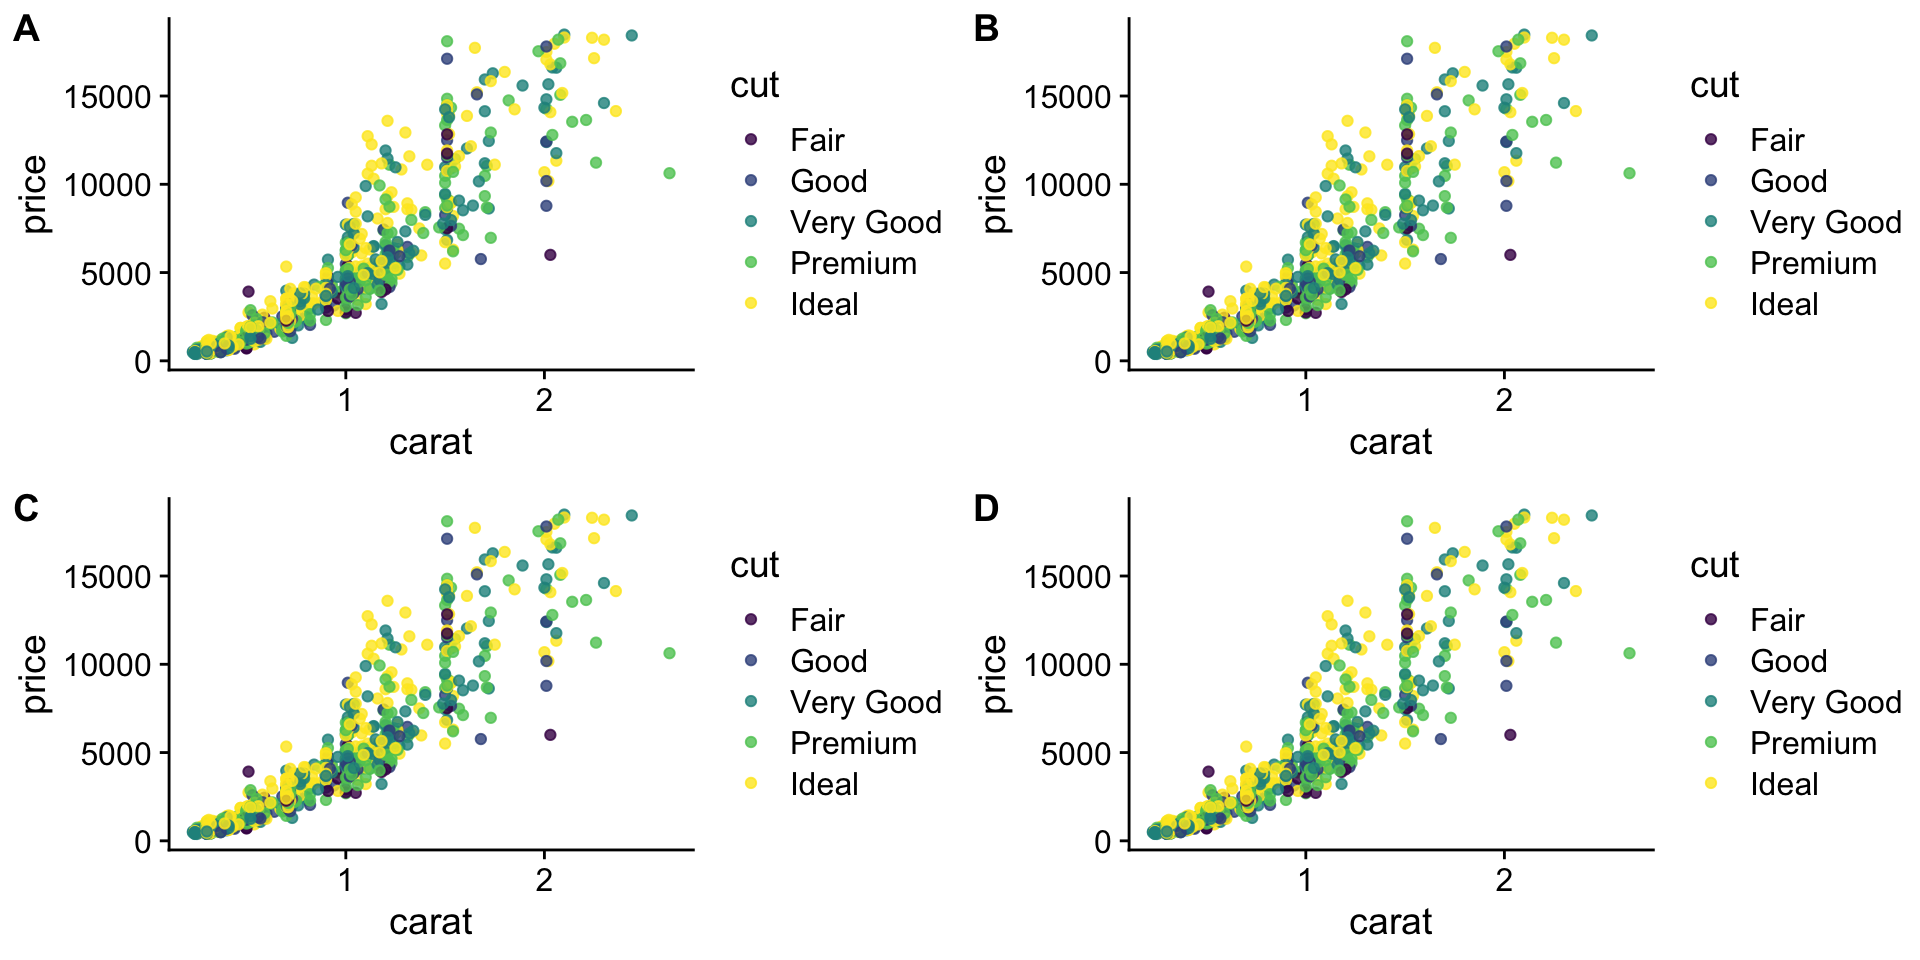 A
cut
Fair
Good
Very Good
Premium
Ideal
price
15000
10000
5000
0
1 2
carat
B
cut
Fair
Good
Very Good
Premium
Ideal
price
15000
10000
5000
0
1 2
carat
C
cut
Fair
Good
Very Good
Premium
Ideal
price
15000
10000
5000
0
1 2
carat
D
cut
Fair
Good
Very Good
Premium
Ideal
price
15000
10000
5000
0
1 2
carat